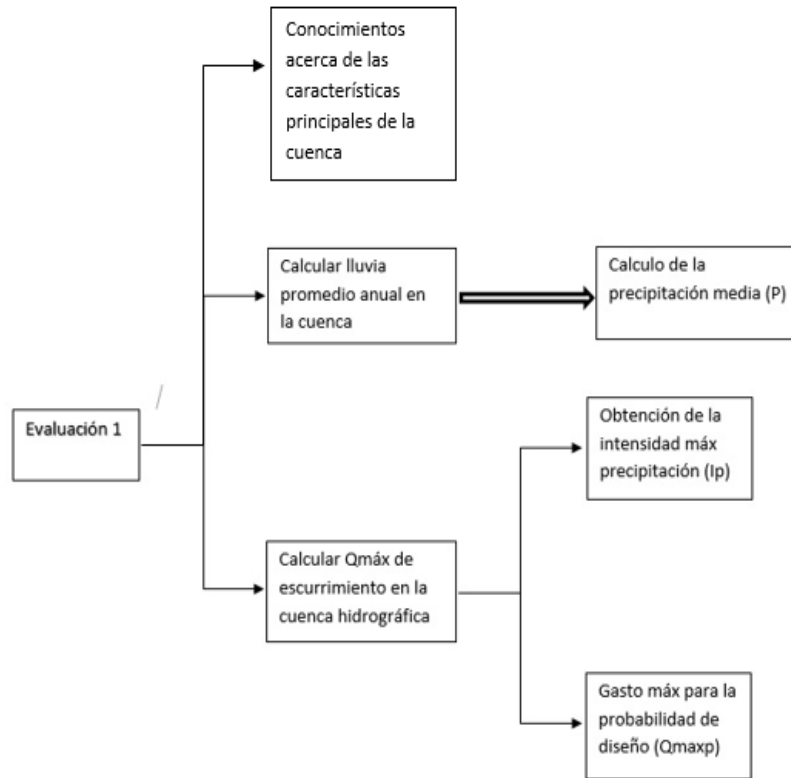 Conocimientos
acerca de las
características
principales de la
cuenca
Calcular lluvia
promedio anual en
la cuenca
Calculo de la
precipitación media (P)
Evaluación 1
Obtención de la
intensidad máx
precipitación (Ip)
Calcular Qmáx de
escurrimiento en la
cuenca hidrográfica
Gasto máx para la
probabilidad de
diseño (Qmaxp)